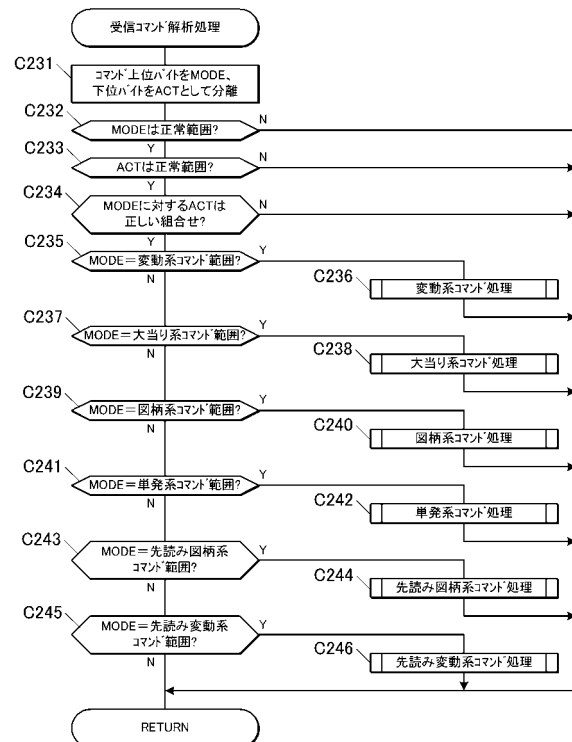 受信コマンド解析処理
C231
コマンド上位バイトをMODE、
下位バイトをACTとして分離
C232
MODEは正常範囲?
N
Y
C233
ACTは正常範囲?
N
Y
C234
MODEに対するACTは
正しい組合せ?
N
Y
C235
MODE=変動系コマンド範囲?
Y
N
C236
変動系コマンド処理
C237
MODE=大当り系コマンド範囲?
Y
N
C238
大当り系コマンド処理
C239
MODE=図柄系コマンド範囲?
Y
N
C240
図柄系コマンド処理
C241
MODE=単発系コマンド範囲?
Y
N
C242
単発系コマンド処理
C243
MODE=先読み図柄系
コマンド範囲?
Y
N
C244
先読み図柄系コマンド処理
C245
MODE=先読み変動系
コマンド範囲?
Y
N
C246
先読み変動系コマンド処理
RETURN